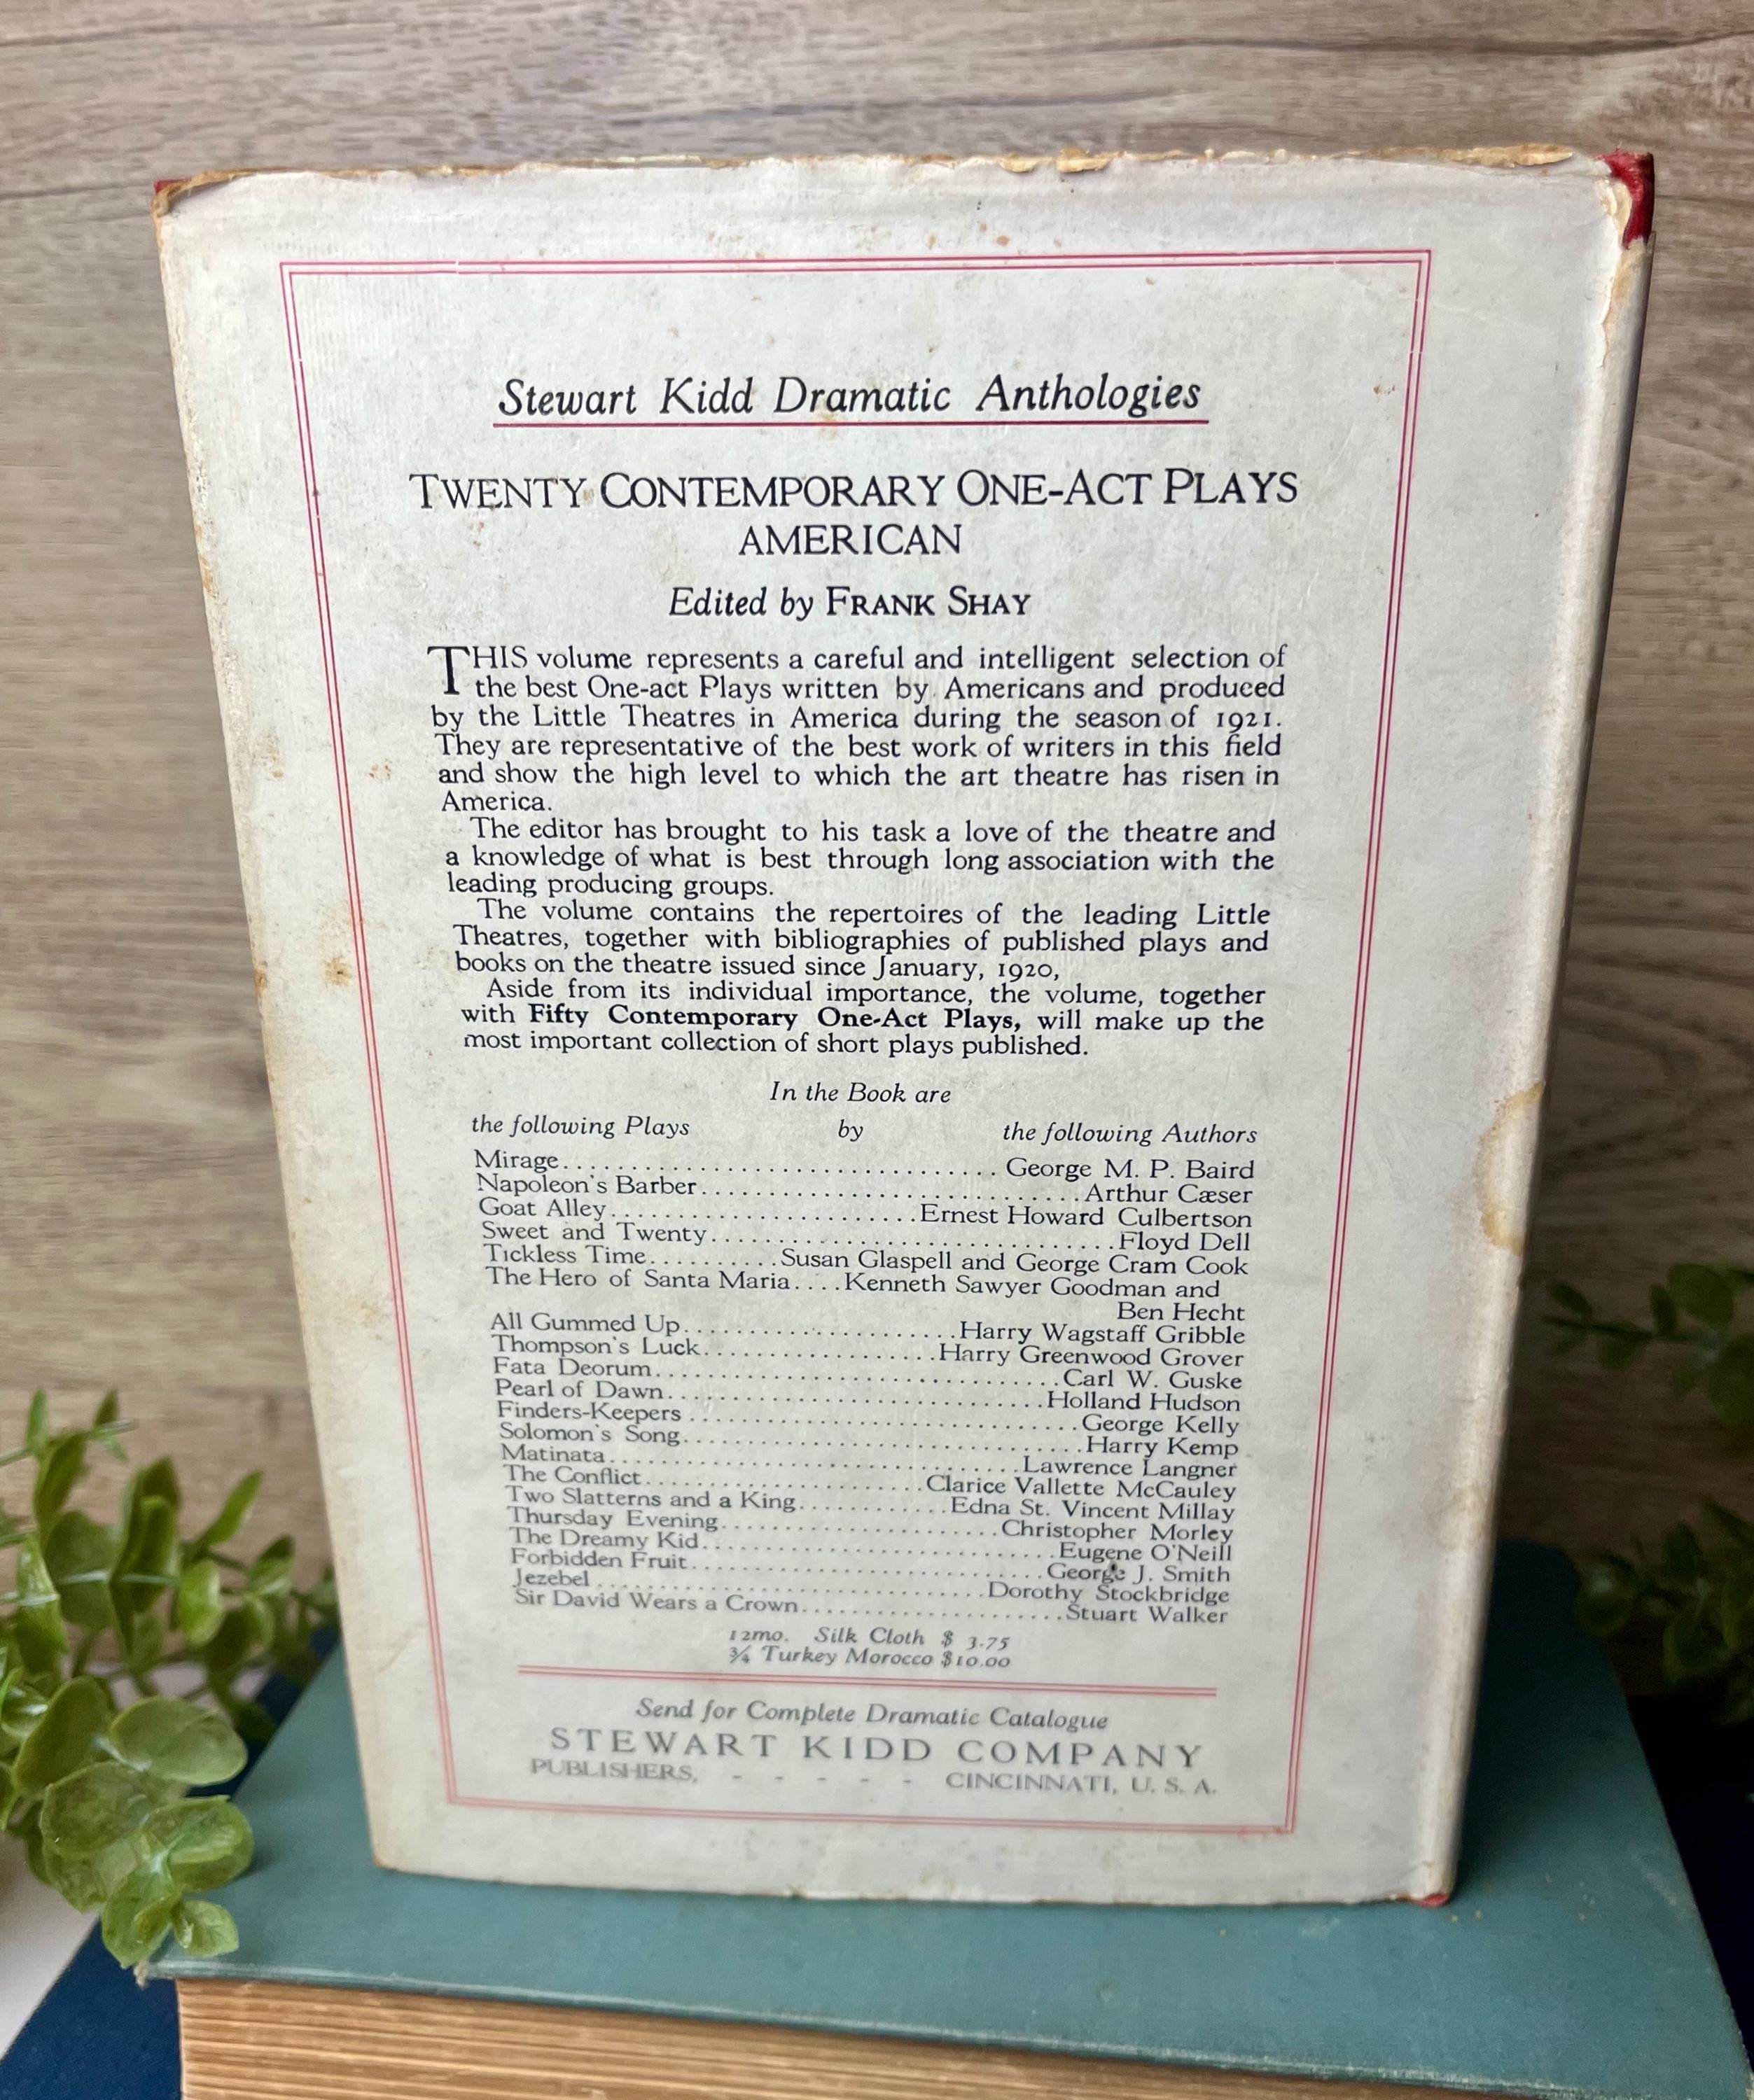 Stewart Kidd Dramatic Anthologies
TWENTY CONTEMPORARY ONE-ACT PLAYS
AMERICAN
Edited by FRANK SHAY
THIS volume represents a careful and intelligent selection of
the best One-act Plays written by Americans and produced
by the Little Theatres in America during the season of 1921.
They are representative of the best work of writers in this field
and show the high level to which the art theatre has risen in
America.
The editor has brought to his task a love of the theatre and
a knowledge of what is best through long association with the
leading producing groups.
The volume contains the repertoires of the leading Little
Theatres, together with bibliographies of published plays and
books on the theatre issued since January, 1920,
Aside from its individual importance, the volume, together
with Fifty Contemporary One-Act Plays, will make up the
most important collection of short plays published.
In the Book are
the following Plays by the following Authors
Mirage................................ George M. P. Baird
Napoleon's Barber............................Arthur Cæser
Goat Alley.......................Ernest Howard Culbertson
Sweet and Twenty..............................Floyd Dell
Tickless Time..........Susan Glaspell and George Cram Cook
The Hero of Santa Maria....Kenneth Sawyer Goodman and
Ben Hecht
All Gummed Up....................Harry Wagstaff Gribble
Thompson's Luck.................Harry Greenwood Grover
Fata Deorum..............................Carl W. Guske
Pearl of Dawn............................Holland Hudson
Finders-Keepers .............................George Kelly
Solomon's Song..............................Harry Kemp
Matinata..............................Lawrence Langner
The Conflict....................Clarice Vallette McCauley
Two Slatterns and a King...........Edna St. Vincent Millay
Thursday Evening....................Christopher Morley
The Dreamy Kid..........................Eugene O'Neill
Forbidden Fruit..........................George J. Smith
Jezebel ............................Dorothy Stockbridge
Sir David Wears a Crown...................Stuart Walker
12mo. Silk Cloth $ 3.75
¾ Turkey Morocco $10.00
Send for Complete Dramatic Catalogue
STEWART KIDD COMPANY
PUBLISHERS, - - - - - CINCINNATI, U. S. A.